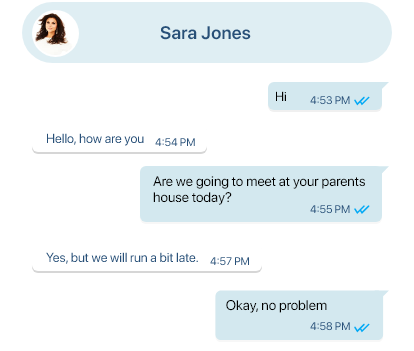 Sara Jones
Hi 4:53 PM
Hello, how are you 4:54 PM
Are we going to meet at your parents
house today?
4:55 PM
Yes, but we will run a bit late. 4:57 PM
Okay, no problem
4:58 PM